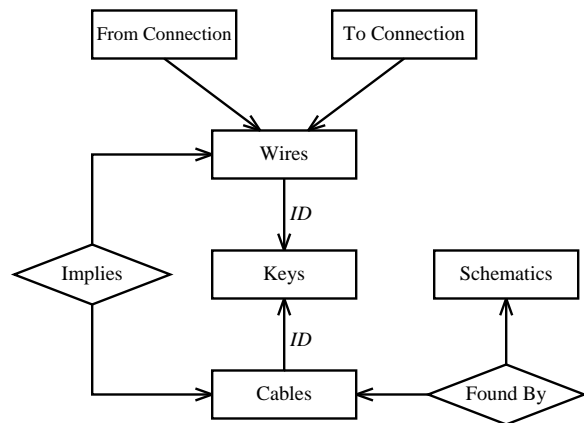 From Connection
To Connection
Wires
ID
Implies
Keys
Schematics
ID
Cables
Found By